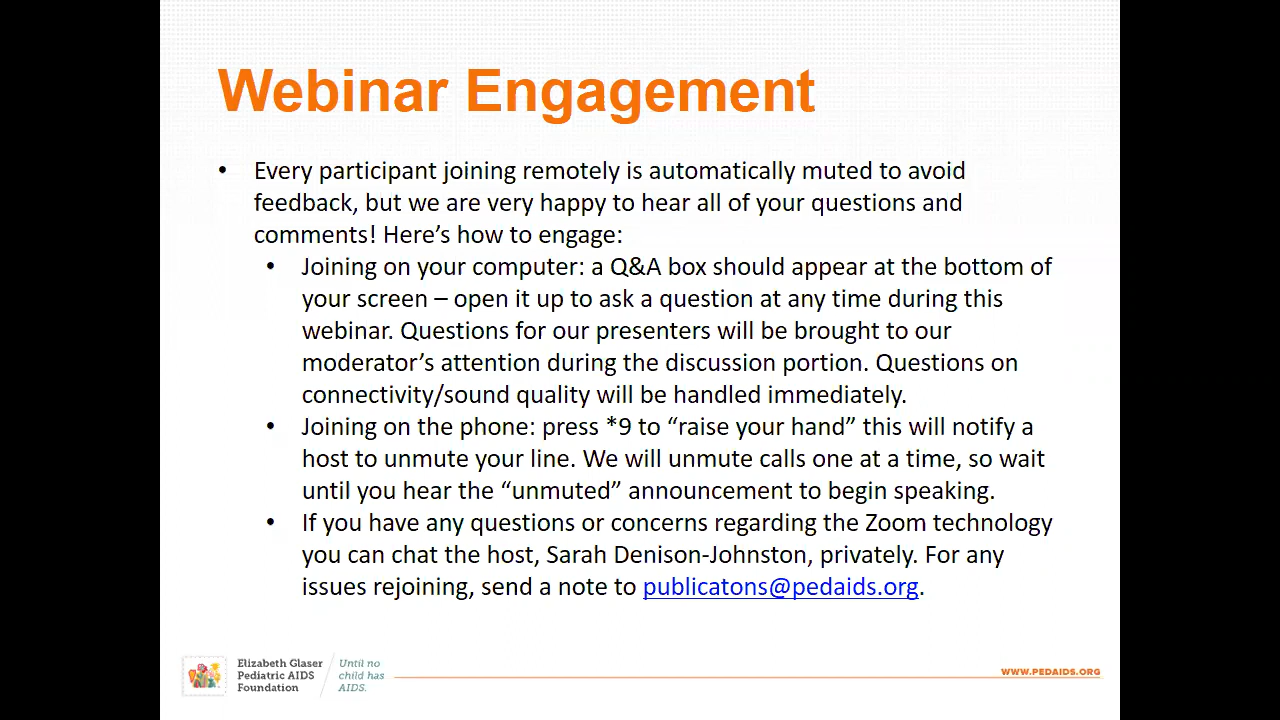 Webinar Engagement
• Every participant joining remotely is automatically muted to avoid
feedback, but we are very happy to hear all of your questions and
comments! Here’s how to engage:
• Joining on your computer: a Q&A box should appear at the bottom of
your screen – open it up to ask a question at any time during this
webinar. Questions for our presenters will be brought to our
moderator’s attention during the discussion portion. Questions on
connectivity/sound quality will be handled immediately.
• Joining on the phone: press *9 to “raise your hand” this will notify a
host to unmute your line. We will unmute calls one at a time, so wait
until you hear the “unmuted” announcement to begin speaking.
• If you have any questions or concerns regarding the Zoom technology
you can chat the host, Sarah Denison-Johnston, privately. For any
issues rejoining, send a note to publicatons@pedaids.org.
Elizabeth Glaser
Pediatric AIDS
Foundation
Until no
child has
AIDS.
WWW.PEDAIDS.ORG